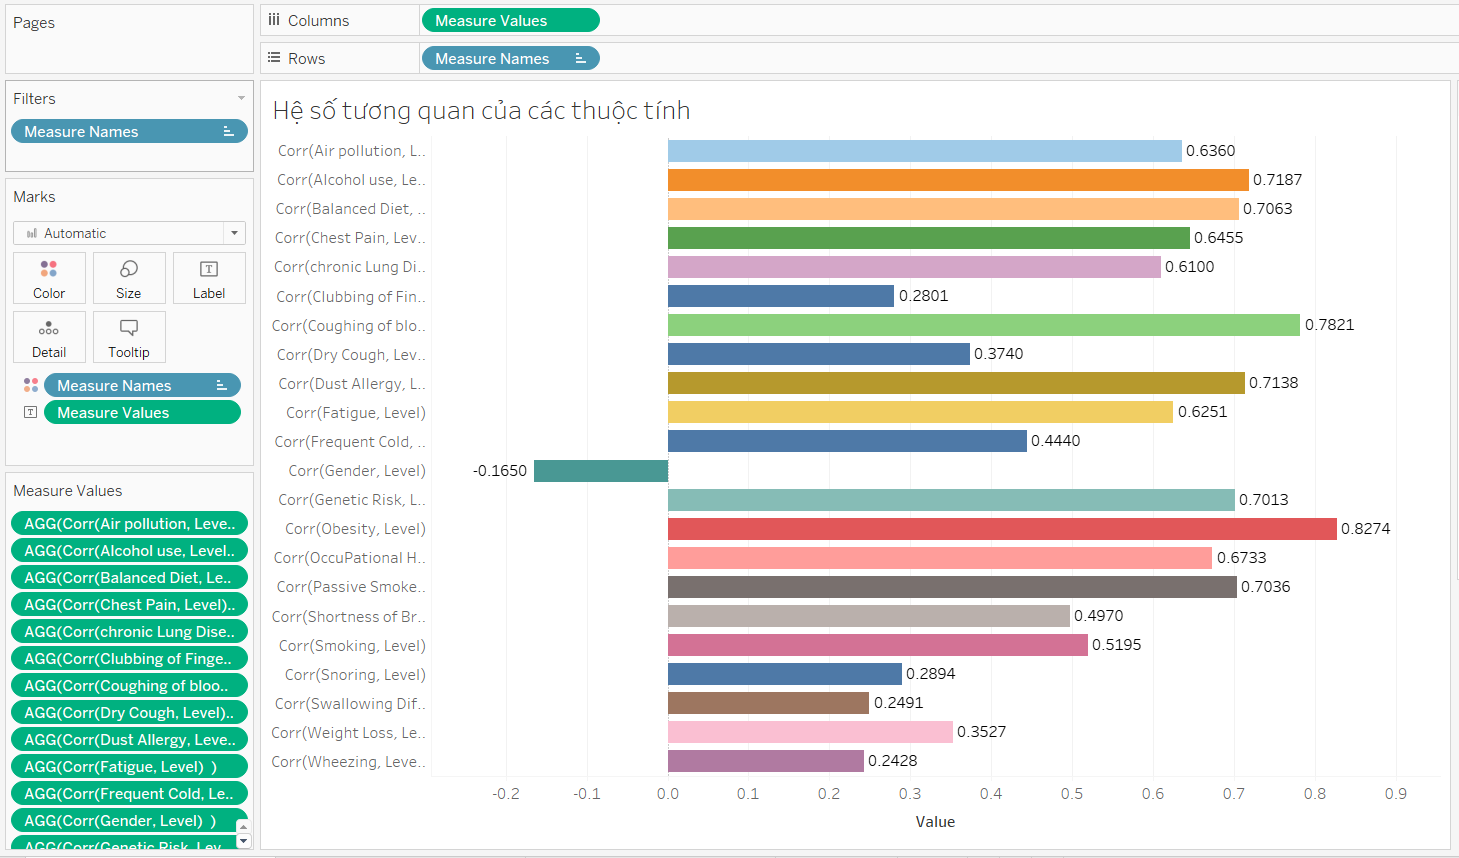 Pages
Columns
Measure Values
Rows
Measure Names
Filters
Measure Names
Marks
Automatic
Color
Size
Label
Detail
Tooltip
Measure Names
Measure Values
Measure Values
AGG(Corr(Air pollution, Leve..
AGG(Corr(Alcohol use, Level..
AGG(Corr(Balanced Diet, Le..
AGG(Corr(Chest Pain, Level)..
AGG(Corr(chronic Lung Dise..
AGG(Corr(Clubbing of Finge..
AGG(Corr(Coughing of bloo..
AGG(Corr(Dry Cough, Level)..
AGG(Corr(Dust Allergy, Leve..
AGG(Corr(Fatigue, Level) )
AGG(Corr(Frequent Cold, Le..
AGG(Corr(Gender, Level) )
AGG(Corr(Genetic Risk, Lev..
Hệ số tương quan của các thuộc tính
Corr(Air pollution, L.. 0.6360
Corr(Alcohol use, Le.. 0.7187
Corr(Balanced Diet, .. 0.7063
Corr(Chest Pain, Lev.. 0.6455
Corr(chronic Lung Di.. 0.6100
Corr(Clubbing of Fin.. 0.2801
Corr(Coughing of blo.. 0.7821
Corr(Dry Cough, Lev.. 0.3740
Corr(Dust Allergy, L.. 0.7138
Corr(Fatigue, Level) 0.6251
Corr(Frequent Cold, .. 0.4440
Corr(Gender, Level) -0.1650
Corr(Genetic Risk, L.. 0.7013
Corr(Obesity, Level) 0.8274
Corr(OccuPational H.. 0.6733
Corr(Passive Smoke.. 0.7036
Corr(Shortness of Br.. 0.4970
Corr(Smoking, Level) 0.5195
Corr(Snoring, Level) 0.2894
Corr(Swallowing Dif.. 0.2491
Corr(Weight Loss, Le.. 0.3527
Corr(Wheezing, Leve.. 0.2428
-0.2 -0.1 0.0 0.1 0.2 0.3 0.4 0.5 0.6 0.7 0.8 0.9
Value